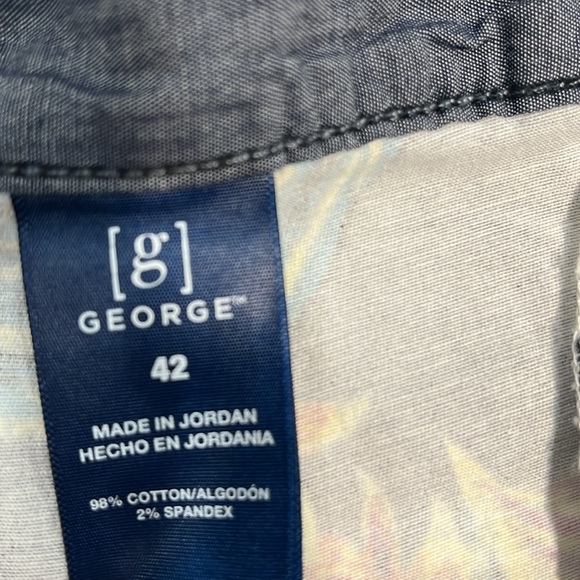 [g]
GEORGE™
42
MADE IN JORDAN
HECHO EN JORDANIA
98% COTTON/ALGODÓN
2% SPANDEX